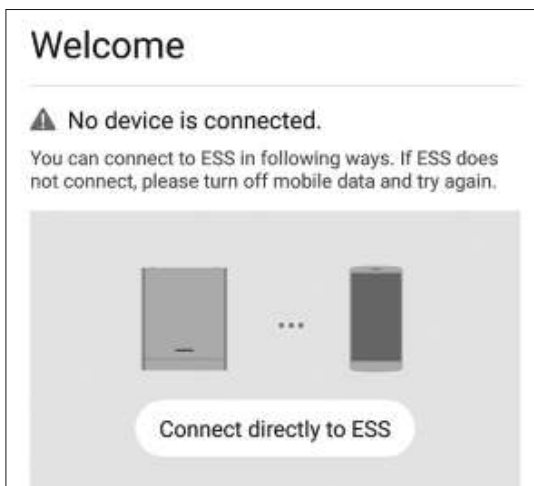 Welcome
No device is connected.
You can connect to ESS in following ways. If ESS does
not connect, please turn off mobile data and try again.
Connect directly to ESS